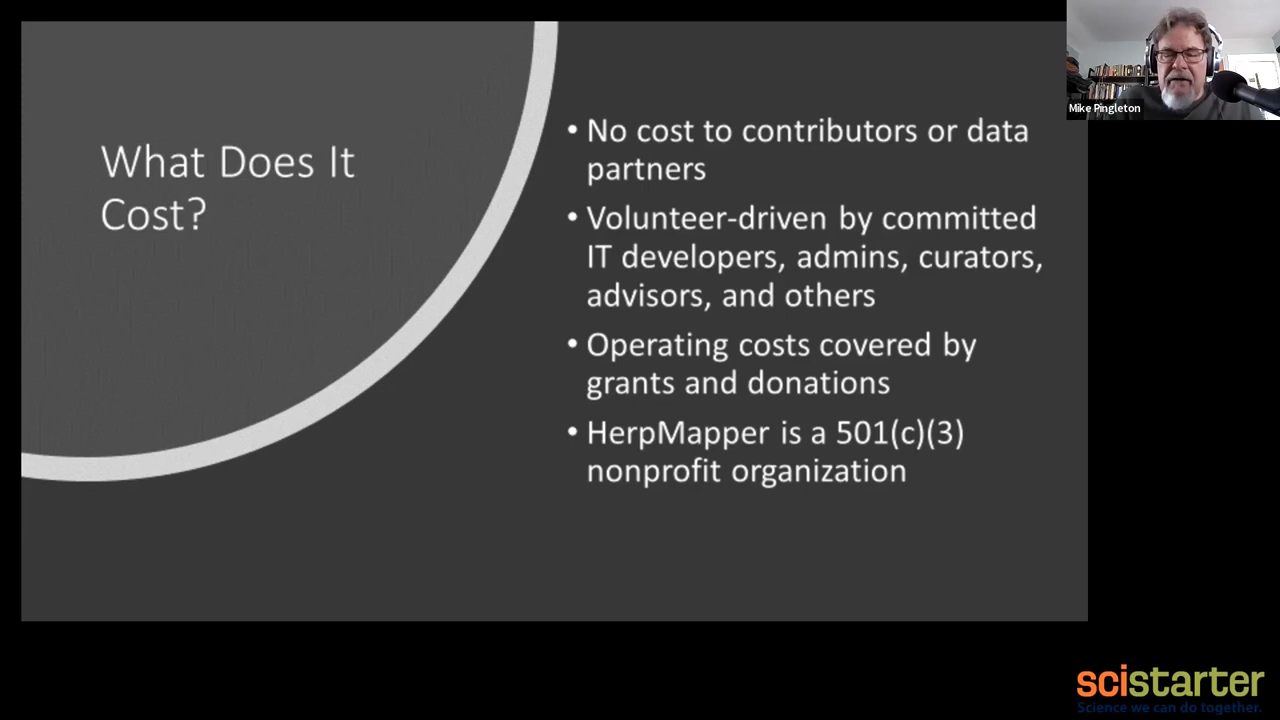 What Does It
Cost?
• No cost to contributors or data
partners
• Volunteer-driven by committed
IT developers, admins, curators,
advisors, and others
• Operating costs covered by
grants and donations
• HerpMapper is a 501(c)(3)
nonprofit organization
Mike Pingleton
scistarter
Science we can do together.